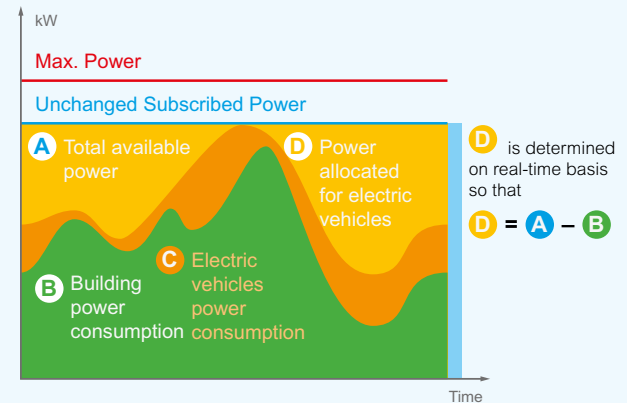 kW
Max. Power
Unchanged Subscribed Power
A Total available
power
D Power
allocated
for electric
vehicles
B Building
power
consumption
C Electric
vehicles
power
consumption
D is determined
on real-time basis
so that
D = A – B
Time